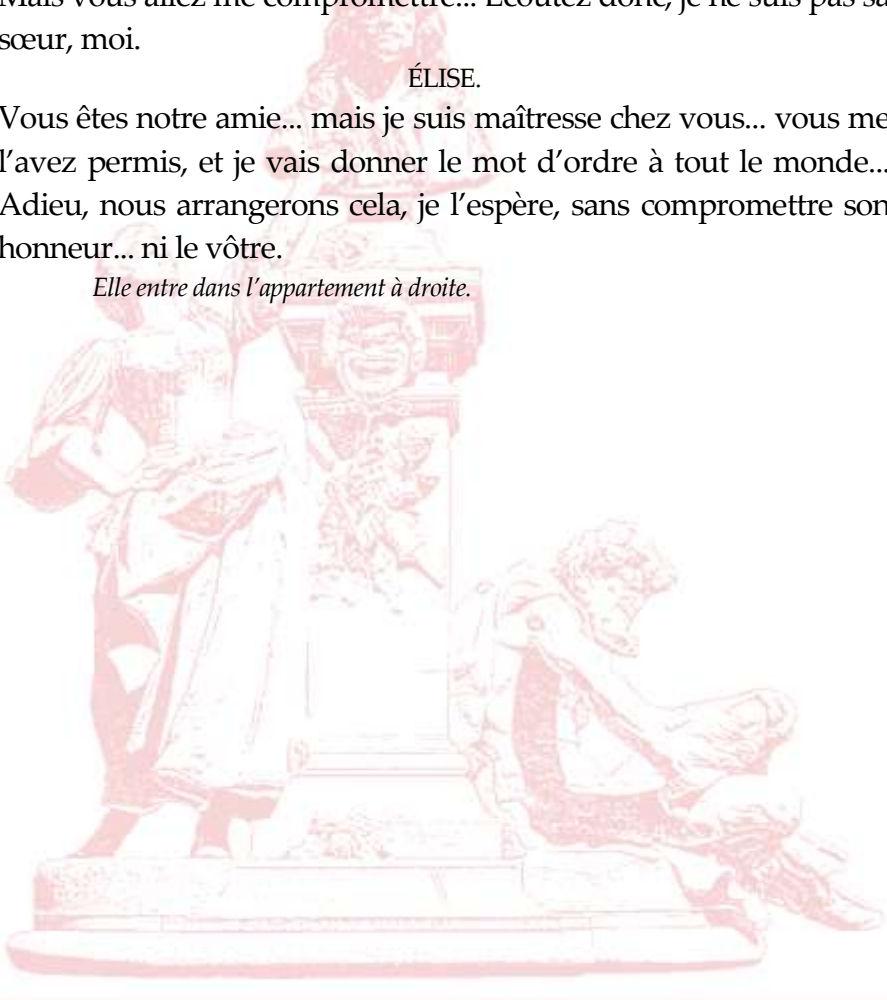 Mais vous allez me compromettre... Écoutez donc, je ne suis pas sa
sœur, moi.
ÉLISE.
Vous êtes notre amie... mais je suis maîtresse chez vous... vous me
l’avez permis, et je vais donner le mot d’ordre à tout le monde...
Adieu, nous arrangerons cela, je l’espère, sans compromettre son
honneur... ni le vôtre.
Elle entre dans l’appartement à droite.